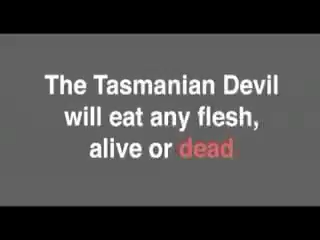 The Tasmanian Devil
will eat any flesh,
alive or dead